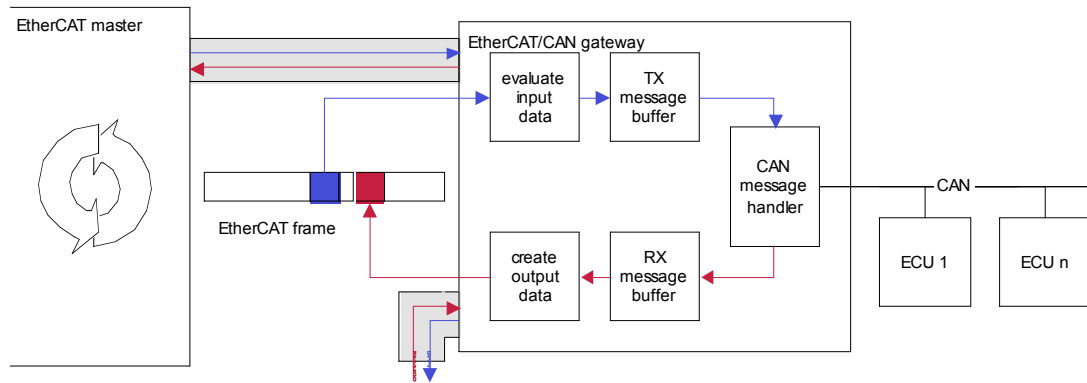 EtherCAT master
EtherCAT/CAN gateway
evaluate
input
data
TX
message
buffer
CAN
message
handler
CAN
EtherCAT frame
create
output
data
RX
message
buffer
ECU 1
ECU n